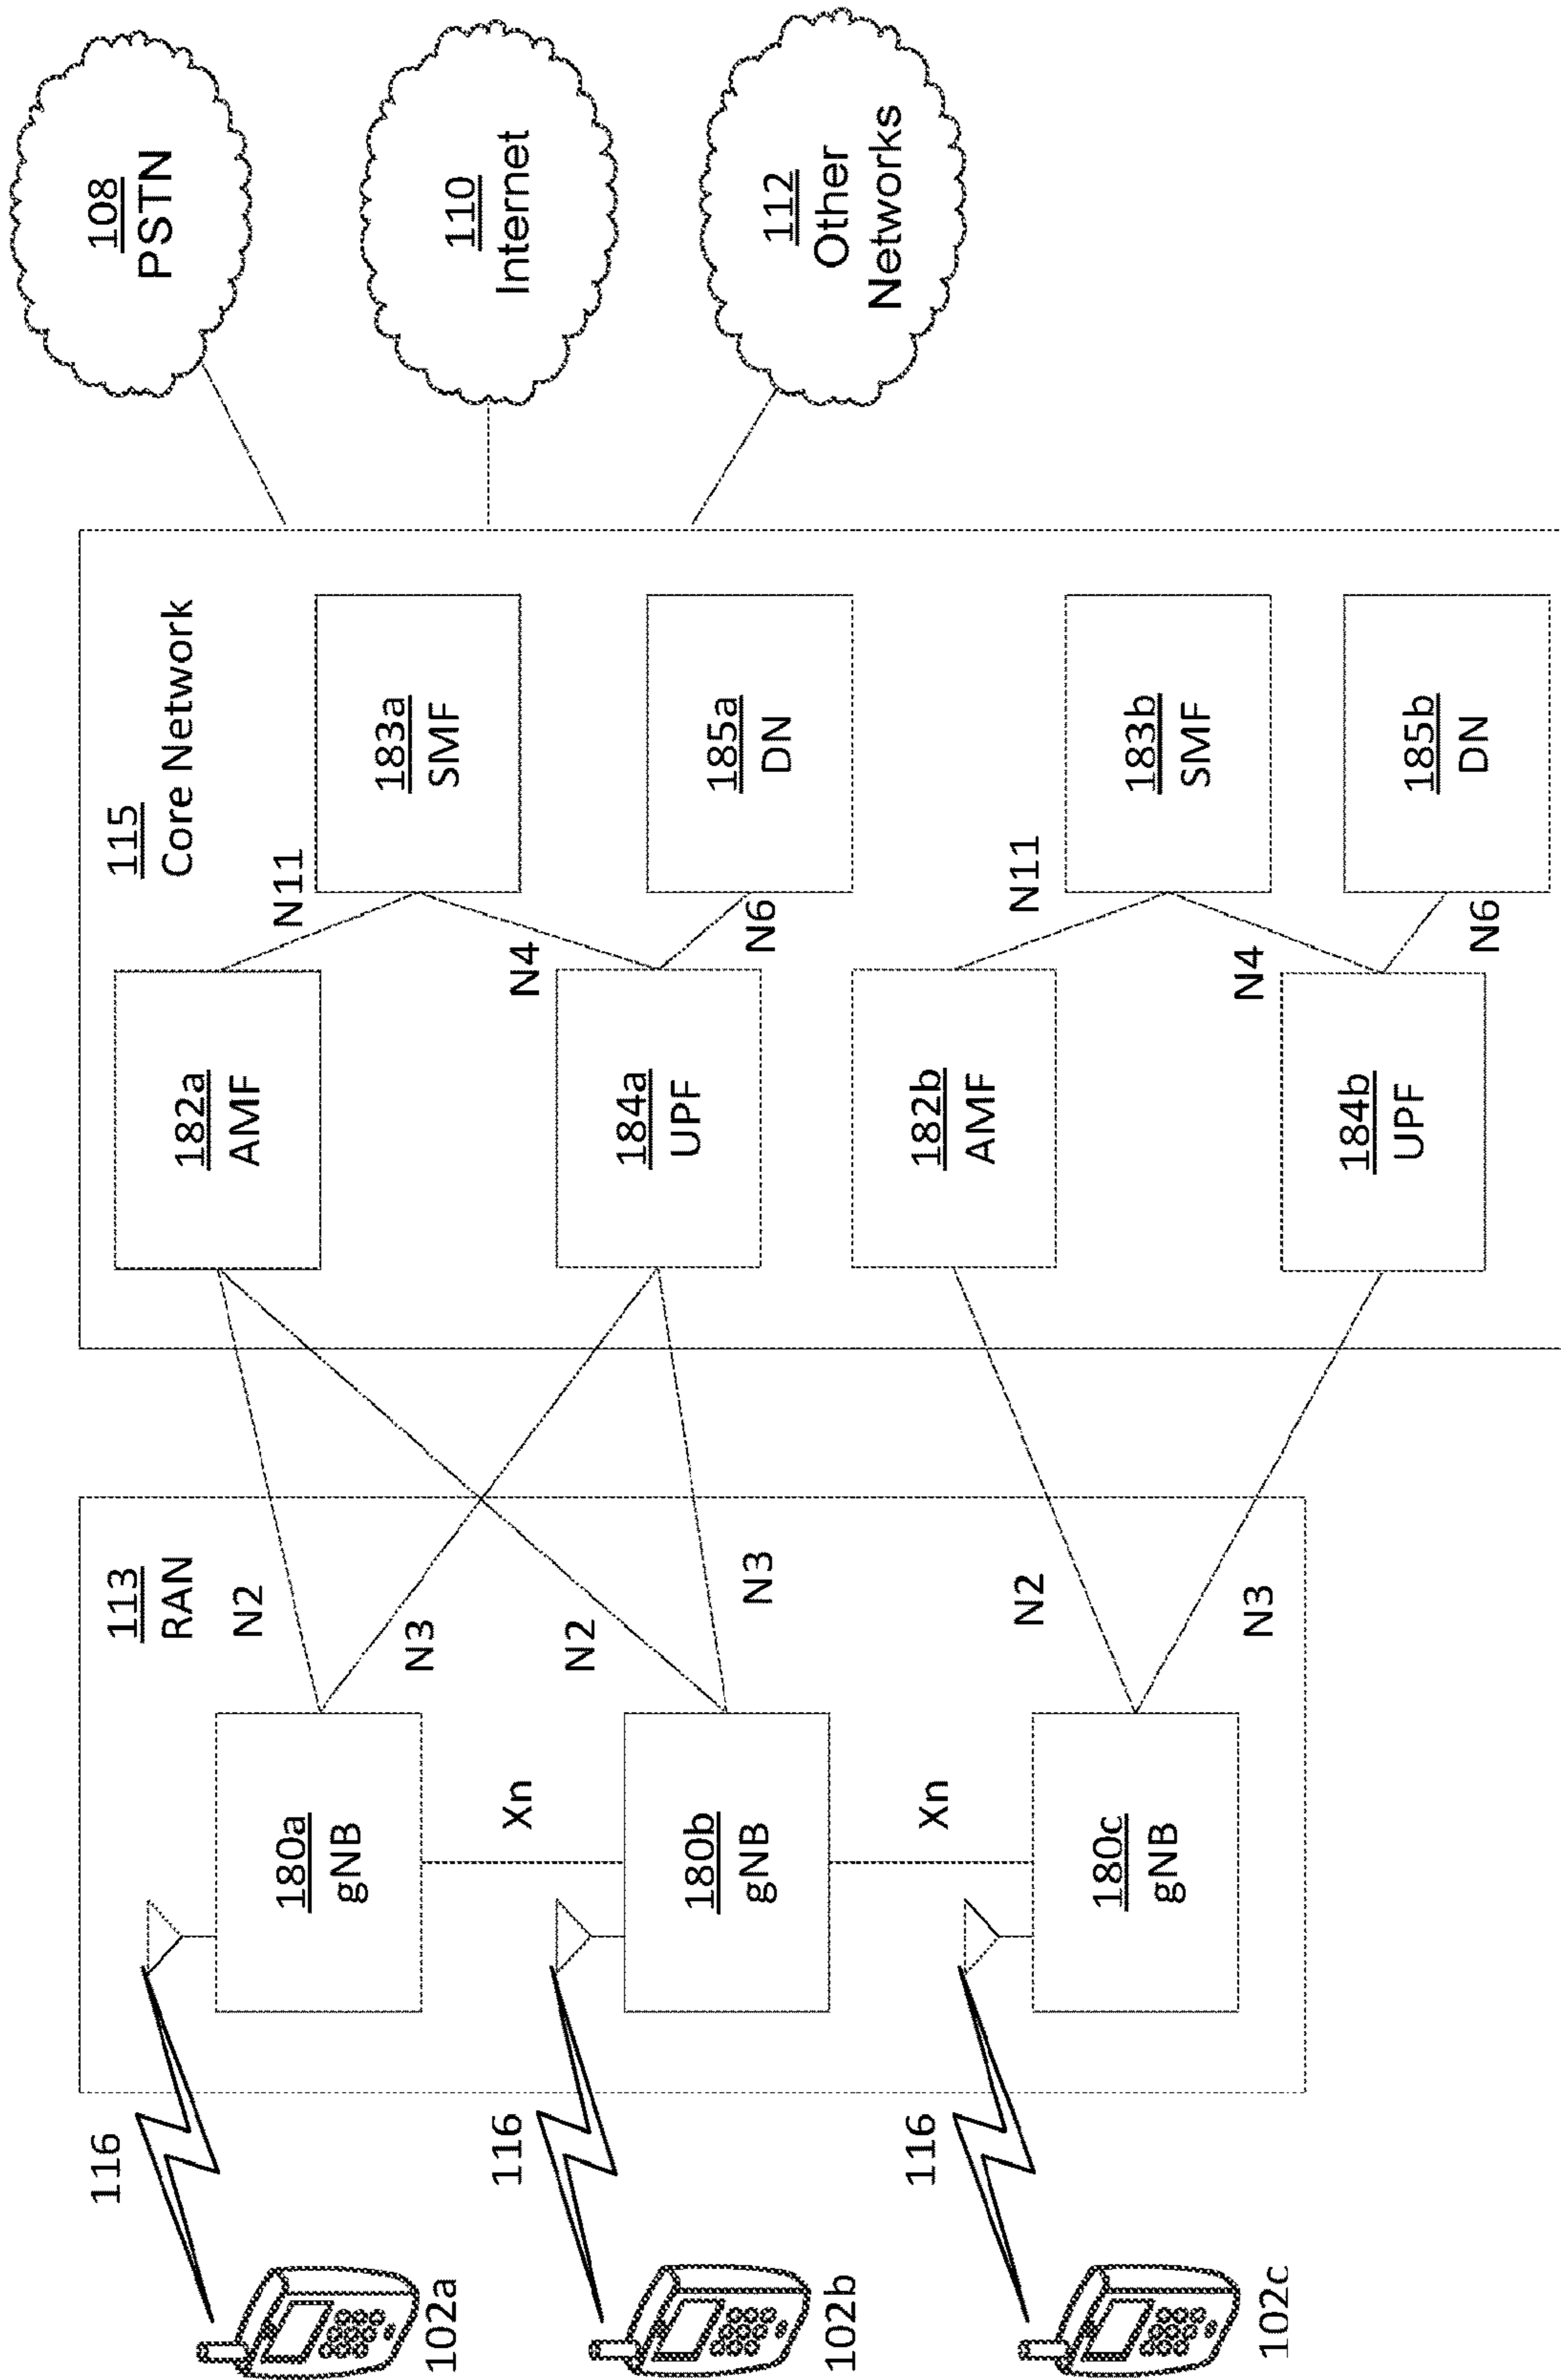 116
102a
116
102b
116
102c
113
RAN
180a
gNB
N2
N3
Xn
180b
gNB
N2
N3
Xn
180c
gNB
N2
N3
115
Core Network
182a
AMF
N11
183a
SMF
N4
184a
UPF
N6
185a
DN
182b
AMF
N11
183b
SMF
N4
184b
UPF
N6
185b
DN
108
PSTN
110
Internet
112
Other
Networks